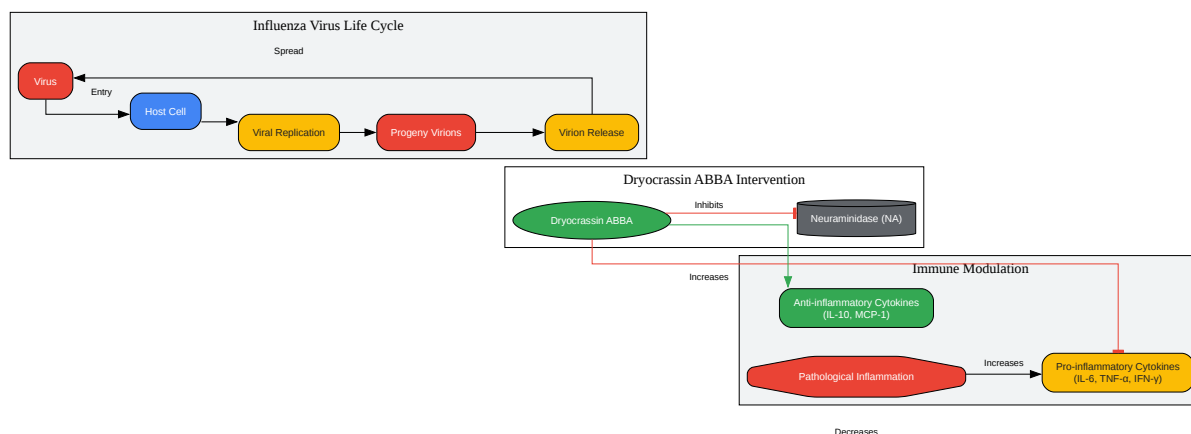 Influenza Virus Life Cycle
Spread
Virus
Entry
Host Cell
Viral Replication
Progeny Virions
Virion Release
Dryocrassin ABBA Intervention
Inhibits
Dryocrassin ABBA
Neuraminidase (NA)
Increases
Immune Modulation
Anti-inflammatory Cytokines
(IL-10, MCP-1)
Pathological Inflammation
Increases
Pro-inflammatory Cytokines
(IL-6, TNF-α, IFN-γ)
Decreases